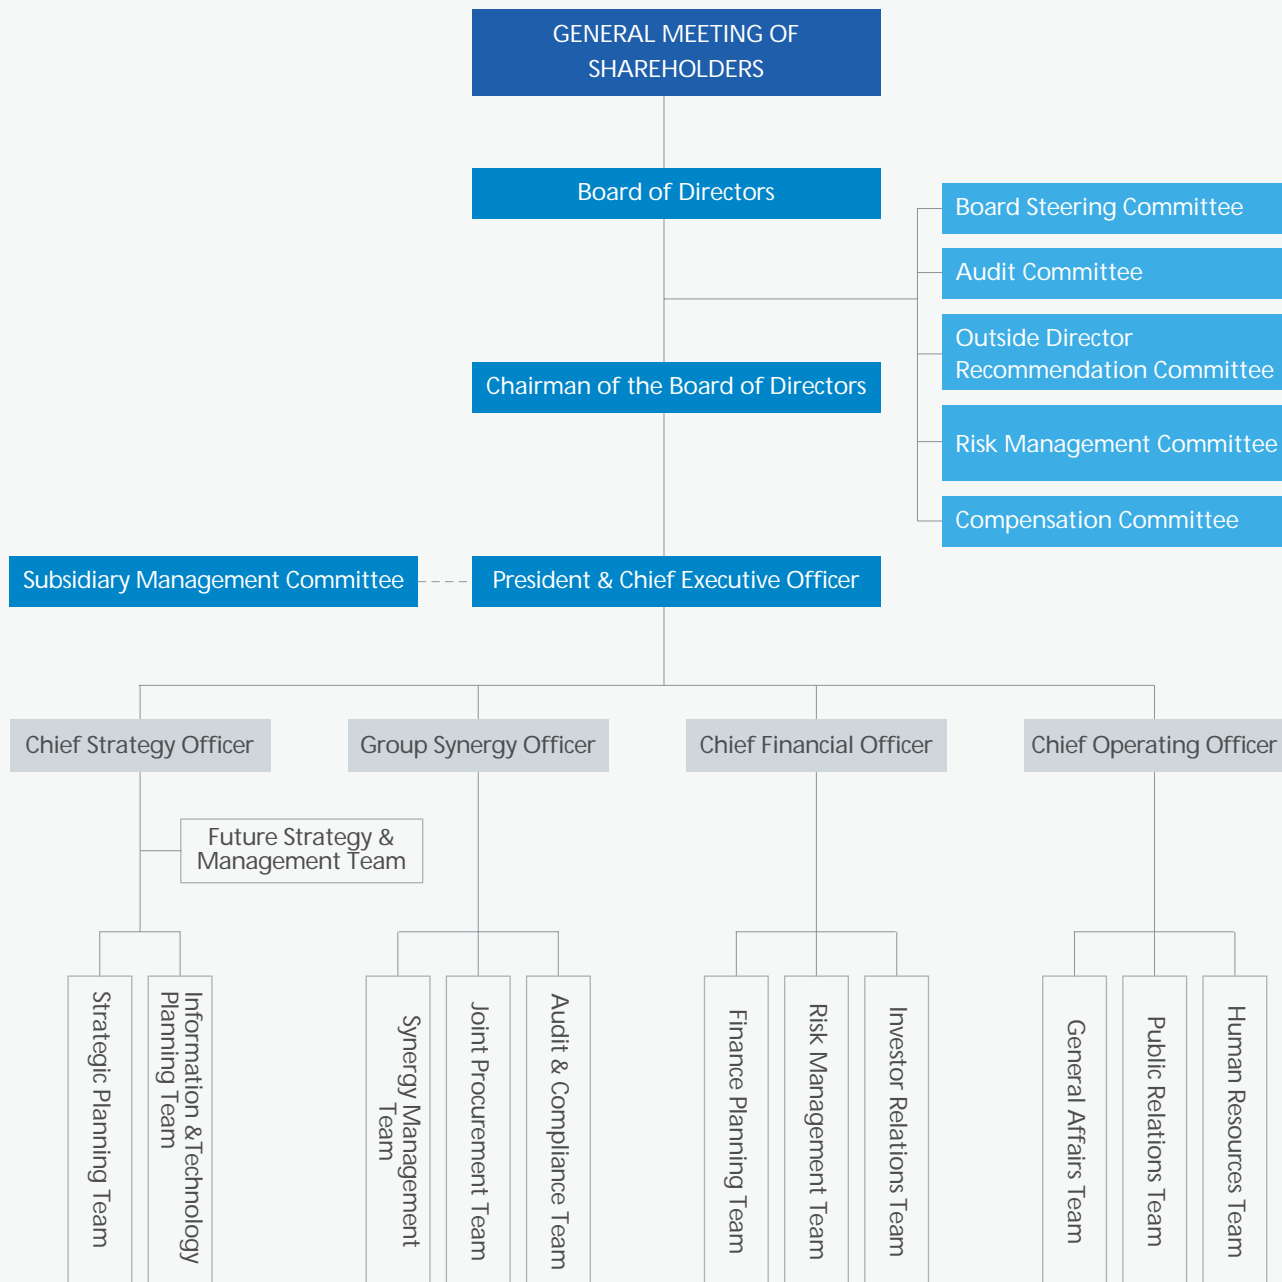 GENERAL MEETING OF
SHAREHOLDERS
Board of Directors
Board Steering Committee
Audit Committee
Outside Director
Recommendation Committee
Chairman of the Board of Directors
Risk Management Committee
Compensation Committee
Subsidiary Management Committee
President & Chief Executive Officer
Chief Strategy Officer
Group Synergy Officer
Chief Financial Officer
Chief Operating Officer
Future Strategy &
Management Team
Strategic Planning Team
Information &Technology
Planning Team
Synergy Management
Team
Joint Procurement Team
Audit & Compliance Team
Finance Planning Team
Risk Management Team
Investor Relations Team
General Affairs Team
Public Relations Team
Human Resources Team